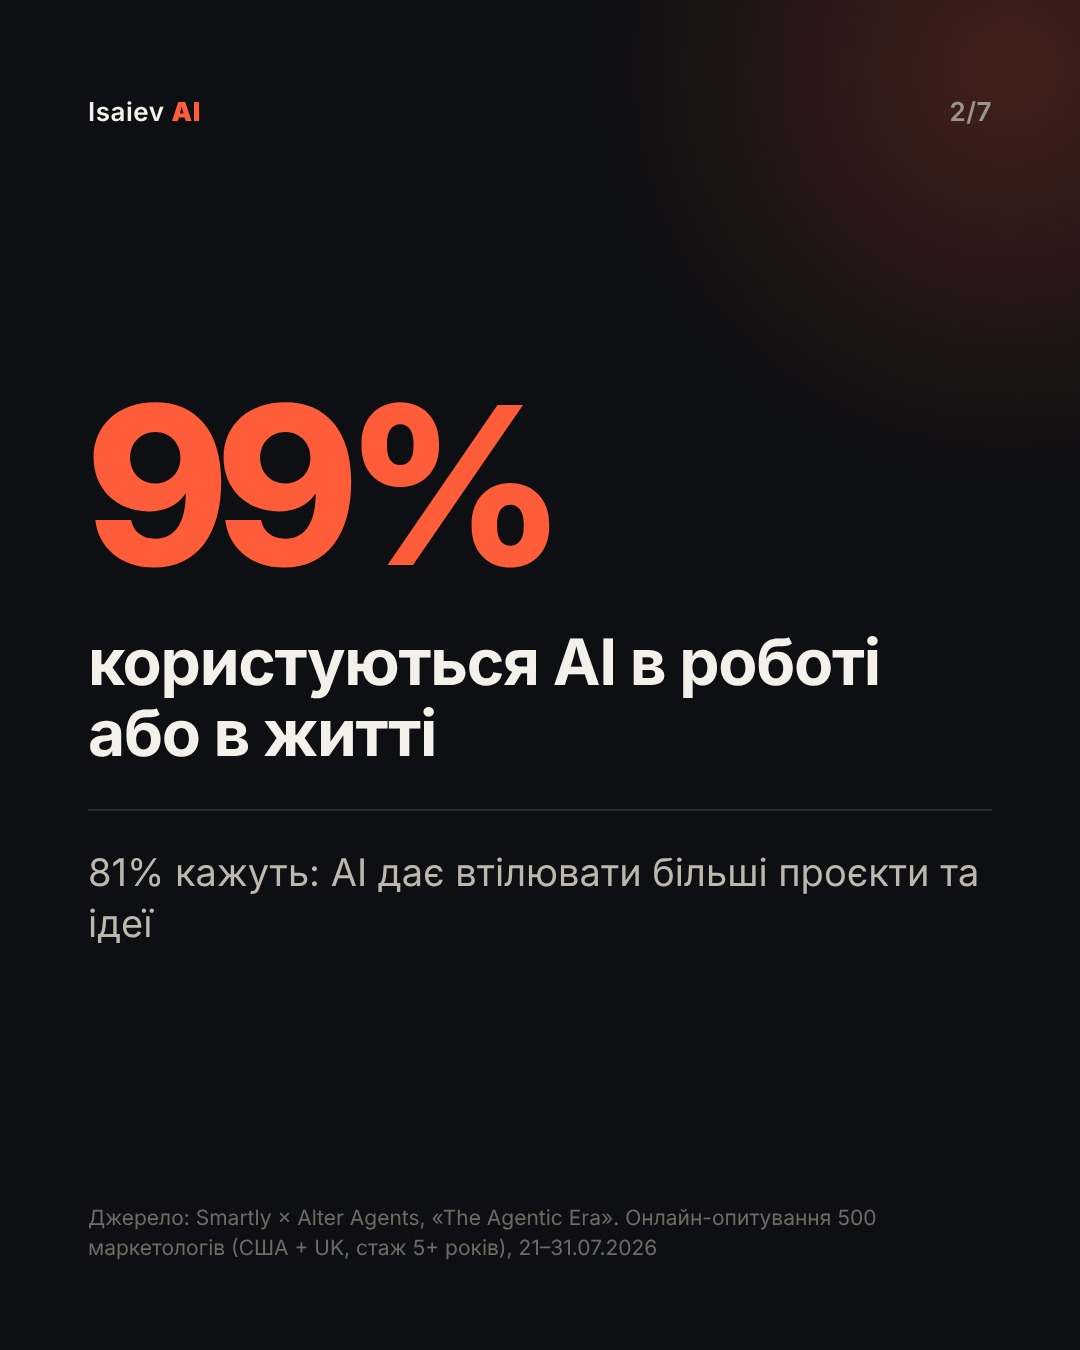 Isaiev AI
2/7
99%
користуються AI в роботі
або в житті
81% кажуть: AI дає втілювати більші проєкти та
ідеї
Джерело: Smartly × Alter Agents, «The Agentic Era». Онлайн-опитування 500
маркетологів (США + UK, стаж 5+ років), 21–31.07.2026